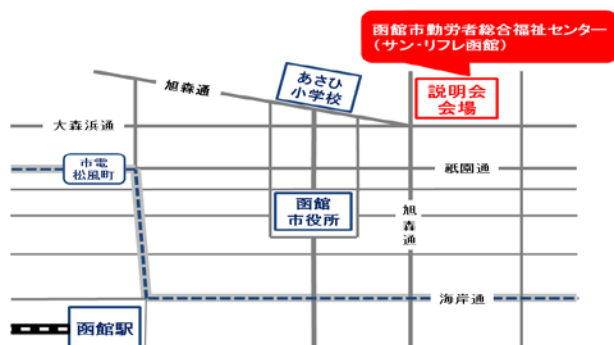 函館市勤労者総合福祉センター
（サン・リフレ函館）
あさひ
小学校
旭森通
説明会
会場
大森浜通
市電
松風町
祇園通
函館
市役所
旭森通
海岸通
函館駅